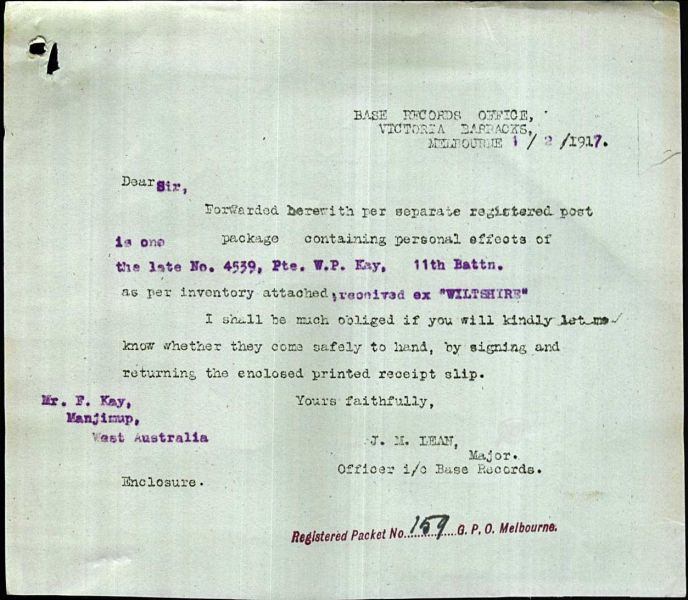 BASE RECORDS OFFICE,
VICTORIA BARRACKS,
MELBOURNE 1/ 2 /1917.
Dear Sir,
Forwarded herewith per separate registered post
is one package containing personal effects of
the late No. 4539, Pte. W.P. Kay, 11th Battn.
as per inventory attached, received ex "WILTSHIRE"
I shall be much obliged if you will kindly let me
know whether they come safely to hand, by signing and
returning the enclosed printed receipt slip.
Mr. F. Kay, Yours faithfully,
Manjimup,
West Australia
J. M. LEAN,
Major.
Officer i/c Base Records.
Enclosure.
Registered Packet No. 159 G. P. O. Melbourne.